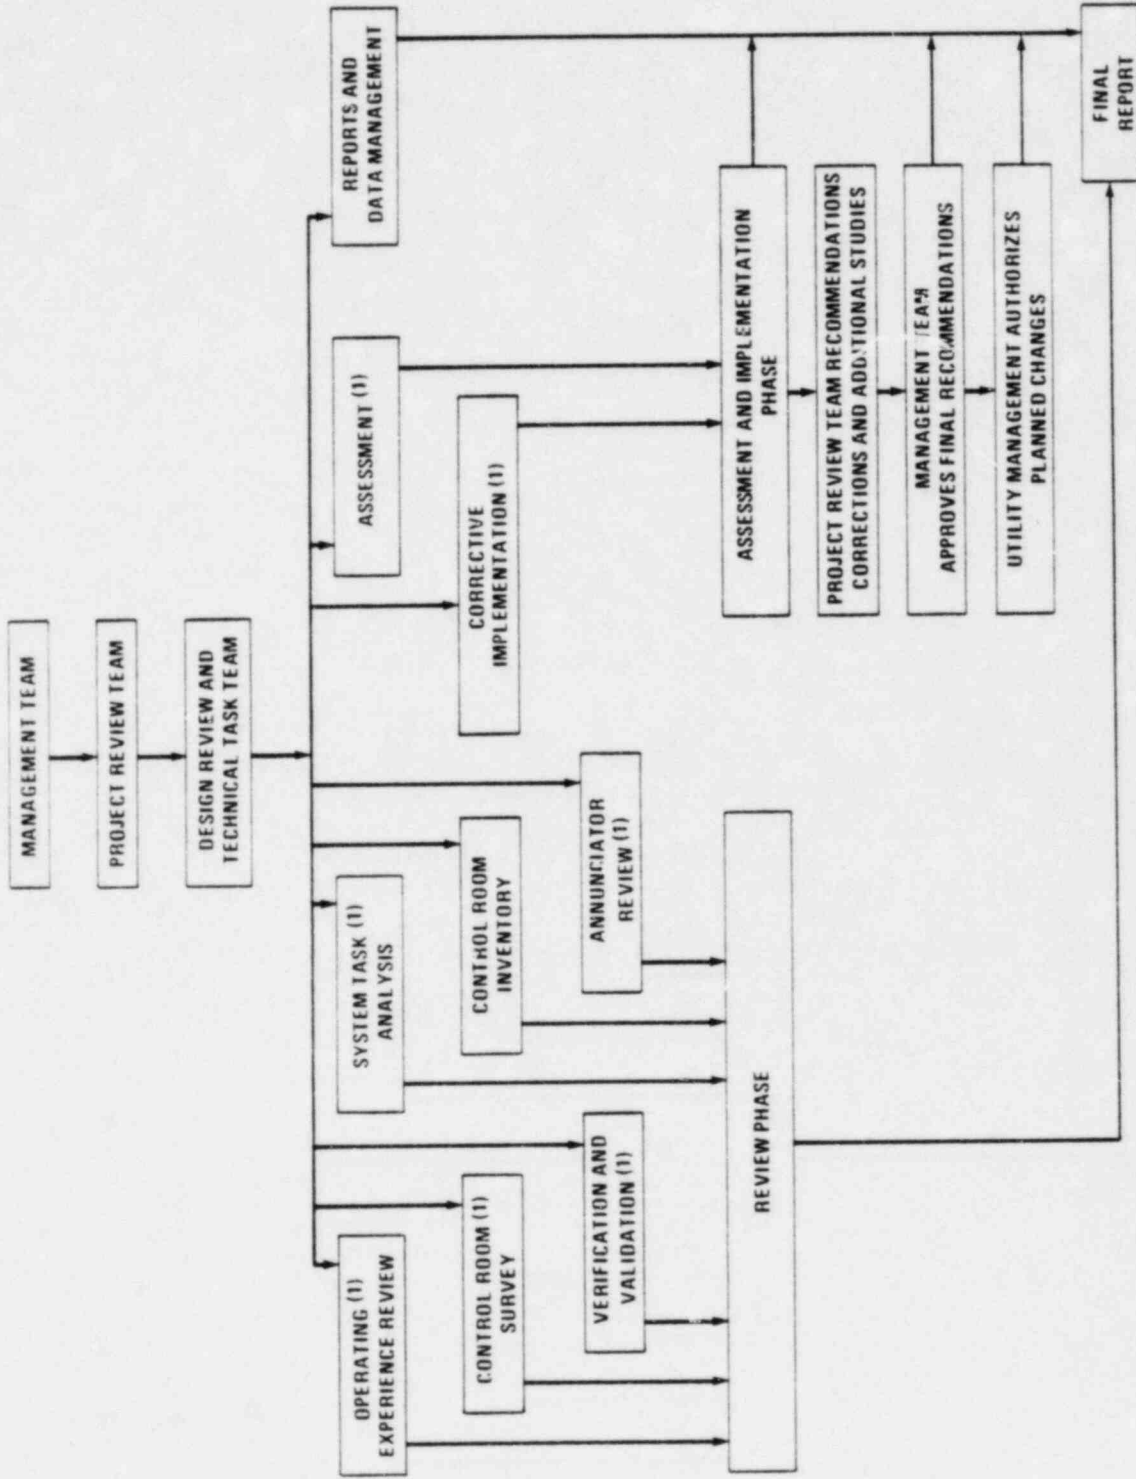 MANAGEMENT TEAM
PROJECT REVIEW TEAM
DESIGN REVIEW AND
TECHNICAL TASK TEAM
OPERATING (1)
EXPERIENCE REVIEW
CONTROL ROOM (1)
SURVEY
VERIFICATION AND
VALIDATION (1)
SYSTEM TASK (1)
ANALYSIS
CONTROL ROOM
INVENTORY
ANNUNCIATOR
REVIEW (1)
CORRECTIVE
IMPLEMENTATION (1)
ASSESSMENT (1)
REPORTS AND
DATA MANAGEMENT
REVIEW PHASE
ASSESSMENT AND IMPLEMENTATION
PHASE
PROJECT REVIEW TEAM RECOMMENDATIONS
CORRECTIONS AND ADDITIONAL STUDIES
MANAGEMENT TEAM
APPROVES FINAL RECOMMENDATIONS
UTILITY MANAGEMENT AUTHORIZES
PLANNED CHANGES
FINAL
REPORT